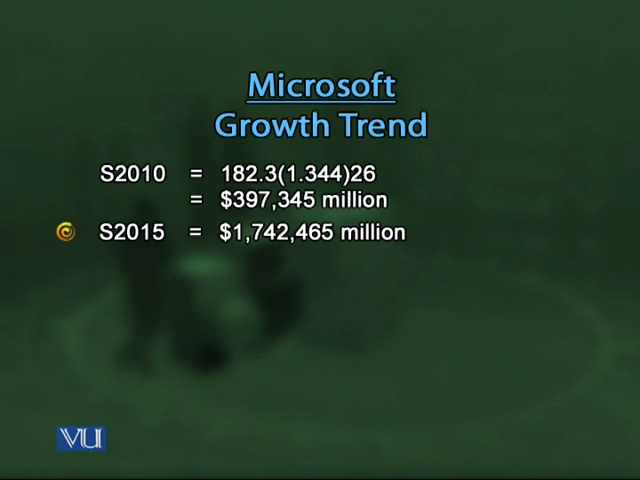 Microsoft
Growth Trend
S2010 = 182.3(1.344)26
= $397,345 million
S2015 = $1,742,465 million
VU